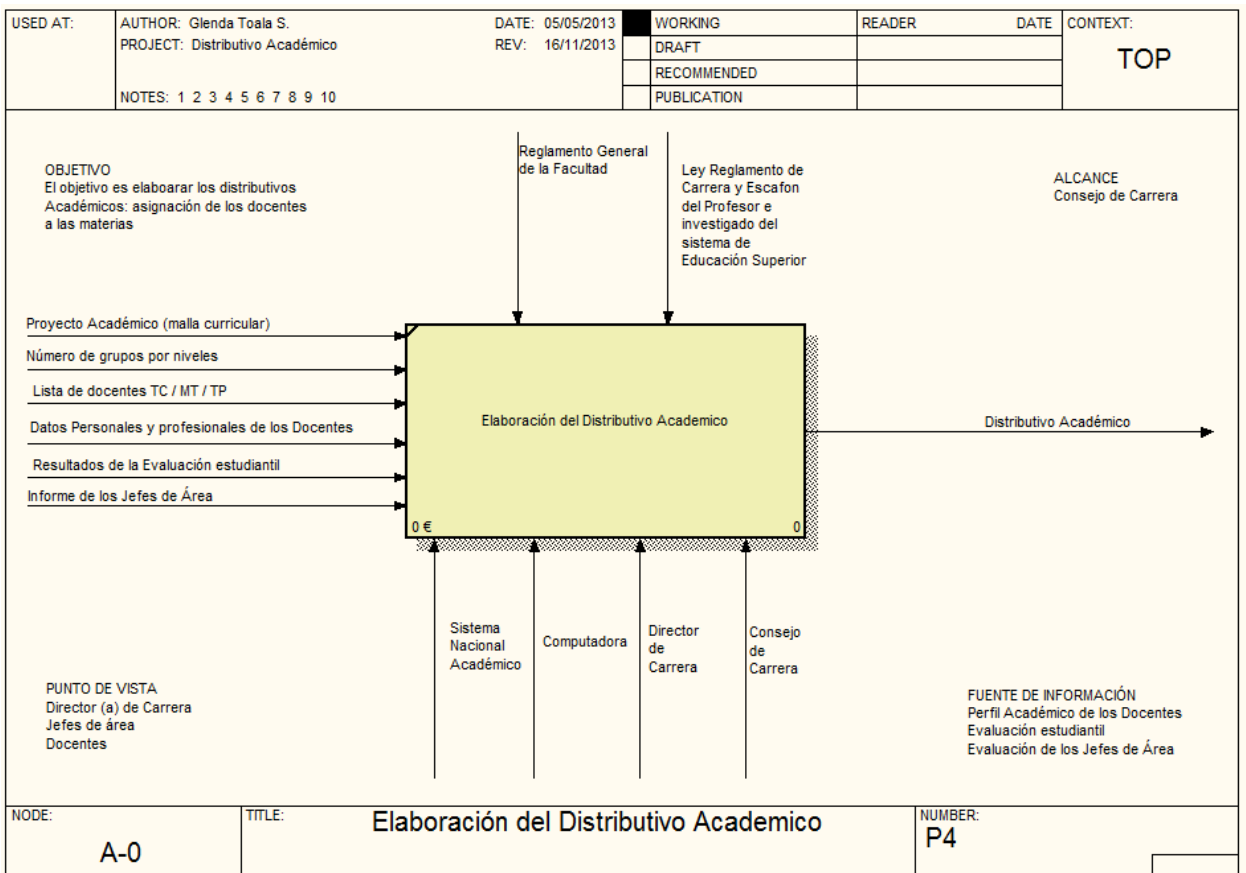 USED AT:
AUTHOR: Glenda Toala S.
DATE: 05/05/2013
PROJECT: Distributivo Académico
REV: 16/11/2013
NOTES: 1 2 3 4 5 6 7 8 9 10
WORKING
DRAFT
RECOMMENDED
PUBLICATION
READER
DATE
CONTEXT:
TOP
OBJETIVO
El objetivo es elaboarar los distributivos
Académicos: asignación de los docentes
a las materias
Reglamento General
de la Facultad
Ley Reglamento de
Carrera y Escafon
del Profesor e
investigado del
sistema de
Educación Superior
ALCANCE
Consejo de Carrera
Proyecto Académico (malla curricular)
Número de grupos por niveles
Lista de docentes TC / MT / TP
Datos Personales y profesionales de los Docentes
Resultados de la Evaluación estudiantil
Informe de los Jefes de Área
Elaboración del Distributivo Academico
0 €
0
Distributivo Académico
Sistema
Nacional
Académico
Computadora
Director
de
Carrera
Consejo
de
Carrera
PUNTO DE VISTA
Director (a) de Carrera
Jefes de área
Docentes
FUENTE DE INFORMACIÓN
Perfil Académico de los Docentes
Evaluación estudiantil
Evaluación de los Jefes de Área
NODE:
A-0
TITLE:
Elaboración del Distributivo Academico
NUMBER:
P4